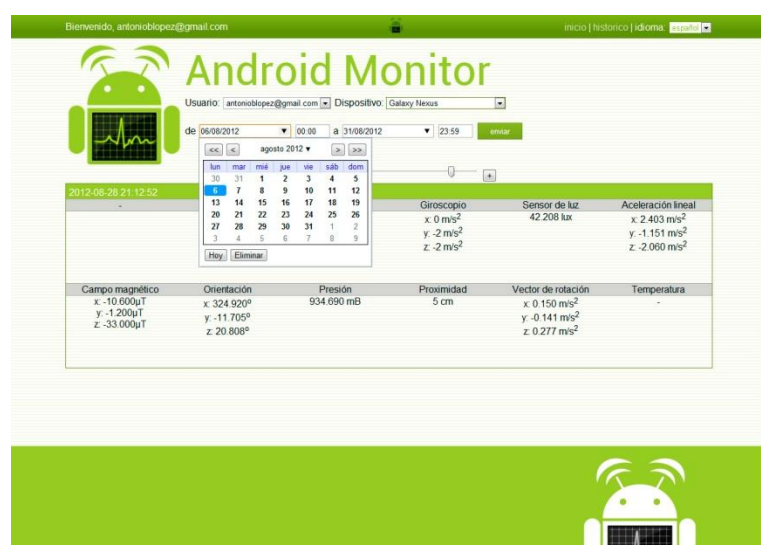 Bienvenido, antonioblopez@gmail.com
inicio | historico | idioma: español
Android Monitor
Usuario: antonioblopez@gmail.com Dispositivo: Galaxy Nexus
de 06/08/2012 00:00 a 31/08/2012 23:59 enviar
<< < agosto 2012 > >>
+
lun mar mié jue vie sáb dom
30 31 1 2 3 4 5
6 7 8 9 10 11 12
13 14 15 16 17 18 19
20 21 22 23 24 25 26
27 28 29 30 31 1 2
3 4 5 6 7 8 9
Hoy Eliminar
2012-08-28 21:12:52
-
Giroscopio
x: 0 m/s²
y: -2 m/s²
z: -2 m/s²
Sensor de luz
42.208 lux
Aceleración lineal
x: 2.403 m/s²
y: -1.151 m/s²
z: -2.060 m/s²
Campo magnético
x: -10.600µT
y: -1.200µT
z: -33.000µT
Orientación
x: 324.920º
y: -11.705º
z: 20.808º
Presión
934.690 mB
Proximidad
5 cm
Vector de rotación
x: 0.150 m/s²
y: -0.141 m/s²
z: 0.277 m/s²
Temperatura
-